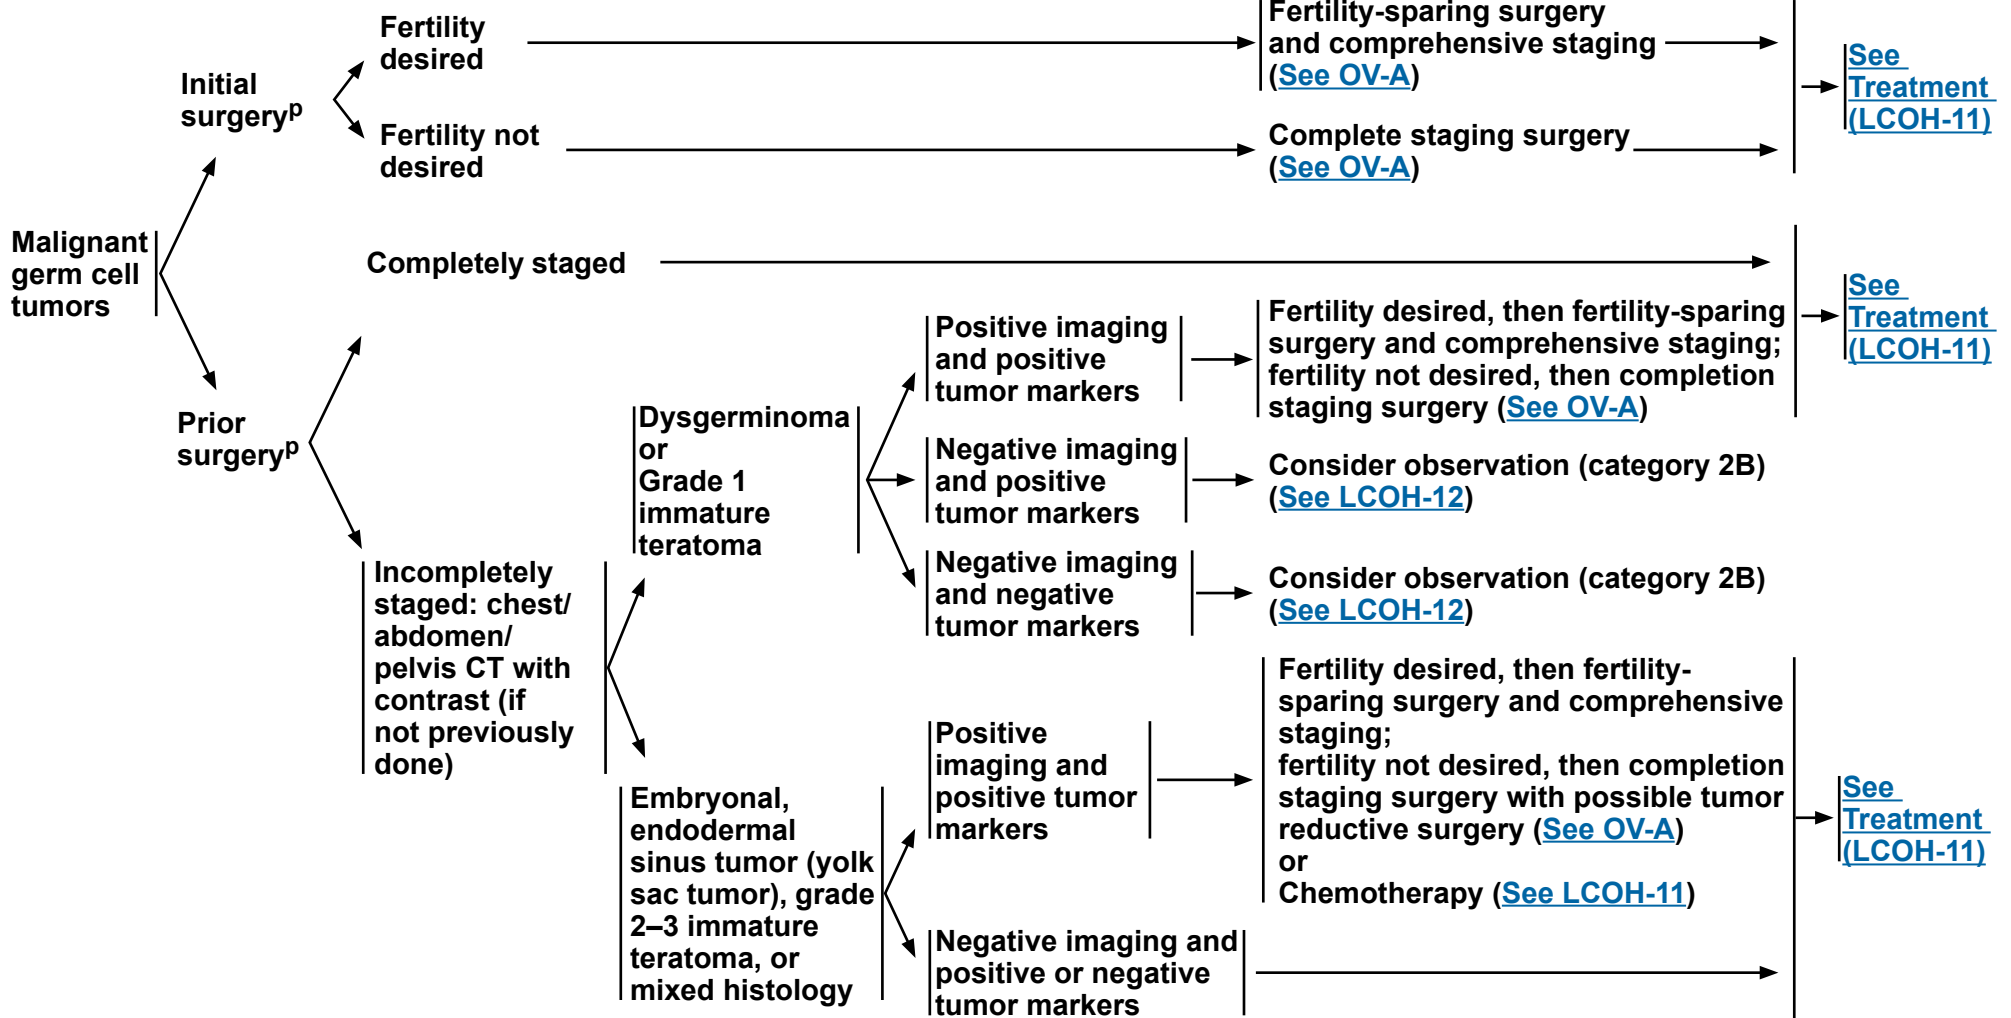 Fertility
desired
Fertility-sparing surgery
and comprehensive staging
(See OV-A)
See
Treatment
(LCOH-11)
Initial
surgeryp
Fertility not
desired
Complete staging surgery
(See OV-A)
Malignant
germ cell
tumors
Completely staged
See
Treatment
(LCOH-11)
Prior
surgeryp
Dysgerminoma
or
Grade 1
immature
teratoma
Positive imaging
and positive
tumor markers
Fertility desired, then fertility-sparing
surgery and comprehensive staging;
fertility not desired, then completion
staging surgery (See OV-A)
Negative imaging
and positive
tumor markers
Consider observation (category 2B)
(See LCOH-12)
Negative imaging
and negative
tumor markers
Consider observation (category 2B)
(See LCOH-12)
Incompletely
staged: chest/
abdomen/
pelvis CT with
contrast (if
not previously
done)
Embryonal,
endodermal
sinus tumor (yolk
sac tumor), grade
2–3 immature
teratoma, or
mixed histology
Positive
imaging and
positive tumor
markers
Fertility desired, then fertility-
sparing surgery and comprehensive
staging;
fertility not desired, then completion
staging surgery with possible tumor
reductive surgery (See OV-A)
or
Chemotherapy (See LCOH-11)
See
Treatment
(LCOH-11)
Negative imaging and
positive or negative
tumor markers